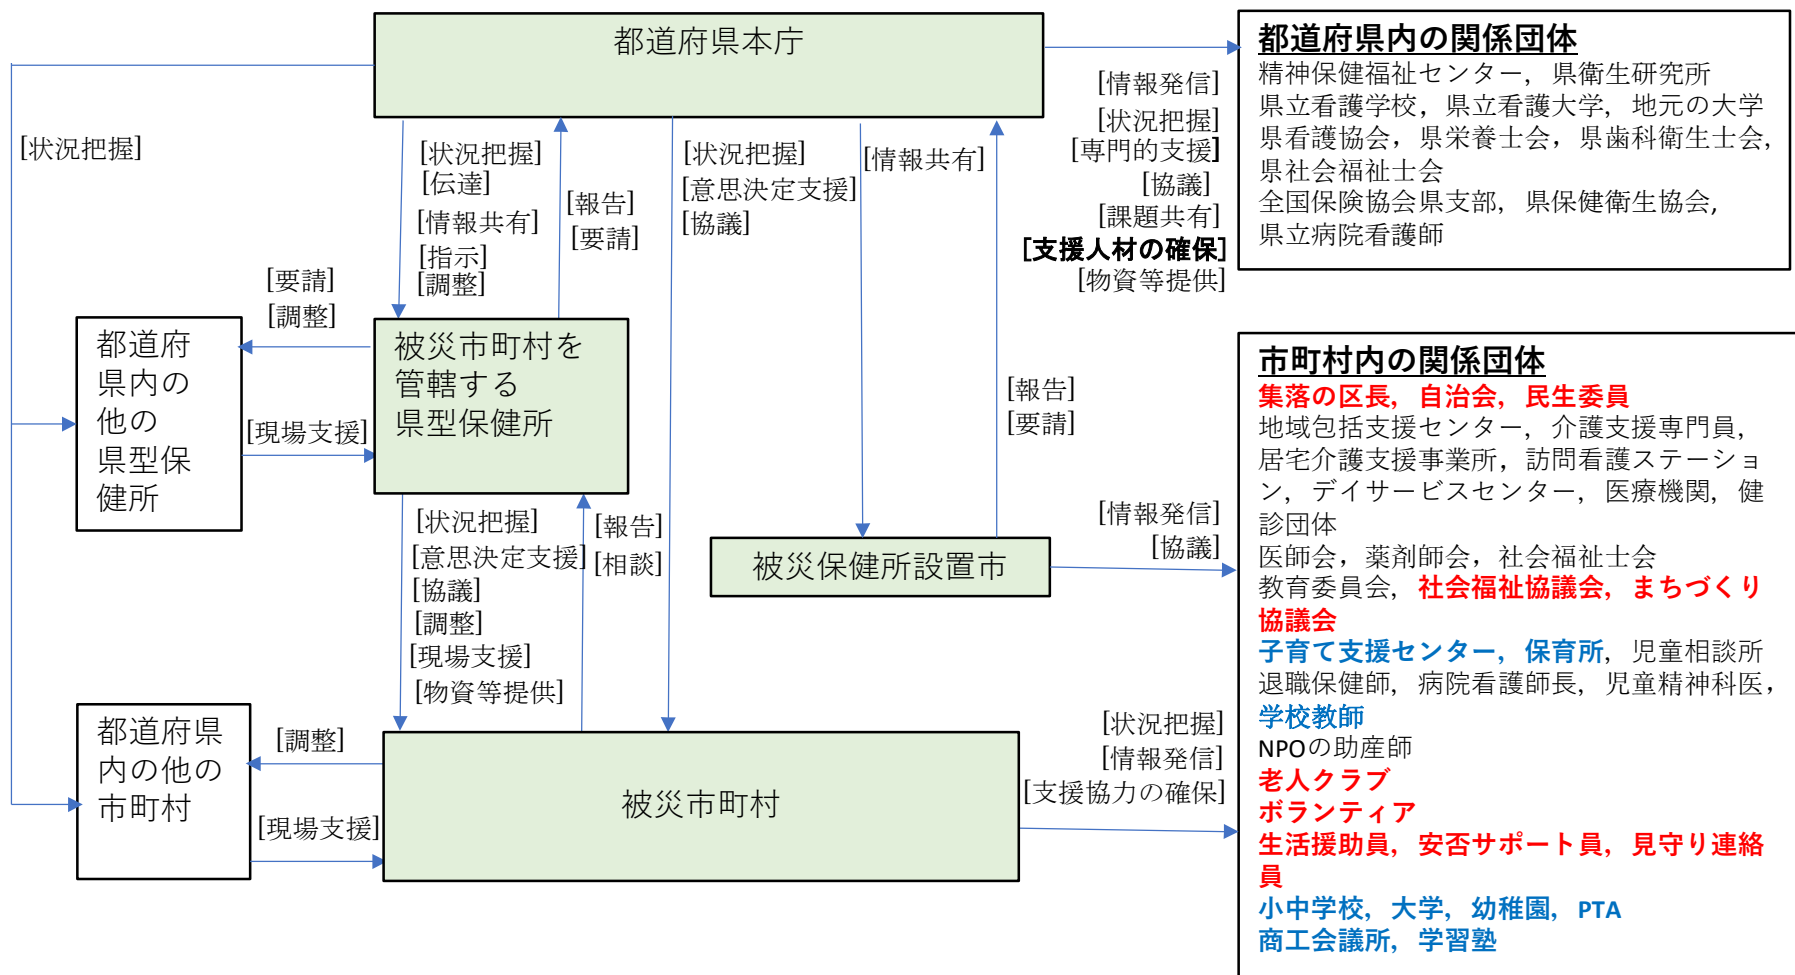 都道府県本庁
[状況把握]
[状況把握]
[伝達]
[情報共有]
[指示]
[調整]
[報告]
[要請]
[状況把握]
[意思決定支援]
[協議]
[情報共有]
[情報発信]
[状況把握]
[専門的支援]
[協議]
[課題共有]
[支援人材の確保]
[物資等提供]
都道府県内の関係団体
精神保健福祉センター, 県衛生研究所
県立看護学校, 県立看護大学, 地元の大学
県看護協会, 県栄養士会, 県歯科衛生士会,
県社会福祉士会
全国保険協会県支部, 県保健衛生協会,
県立病院看護師
[要請]
[調整]
都道府
県内の
他の
県型保
健所
[現場支援]
被災市町村を
管轄する
県型保健所
[報告]
[要請]
[状況把握]
[意思決定支援]
[協議]
[調整]
[現場支援]
[物資等提供]
[報告]
[相談]
被災保健所設置市
[情報発信]
[協議]
都道府県
内の他の
市町村
[調整]
[現場支援]
被災市町村
[状況把握]
[情報発信]
[支援協力の確保]
市町村内の関係団体
集落の区長, 自治会, 民生委員
地域包括支援センター, 介護支援専門員,
居宅介護支援事業所, 訪問看護ステーショ
ン, デイサービスセンター, 医療機関, 健
診団体
医師会, 薬剤師会, 社会福祉士会
教育委員会, 社会福祉協議会, まちづくり
協議会
子育て支援センター, 保育所, 児童相談所
退職保健師, 病院看護師長, 児童精神科医,
学校教師
NPOの助産師
老人クラブ
ボランティア
生活援助員, 安否サポート員, 見守り連絡
員
小中学校, 大学, 幼稚園, PTA
商工会議所, 学習塾